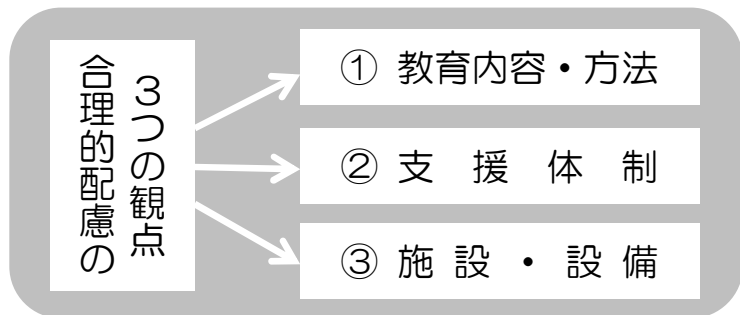 合理的配慮の
３つの観点
① 教育内容・方法
② 支 援 体 制
③ 施 設 ・ 設 備